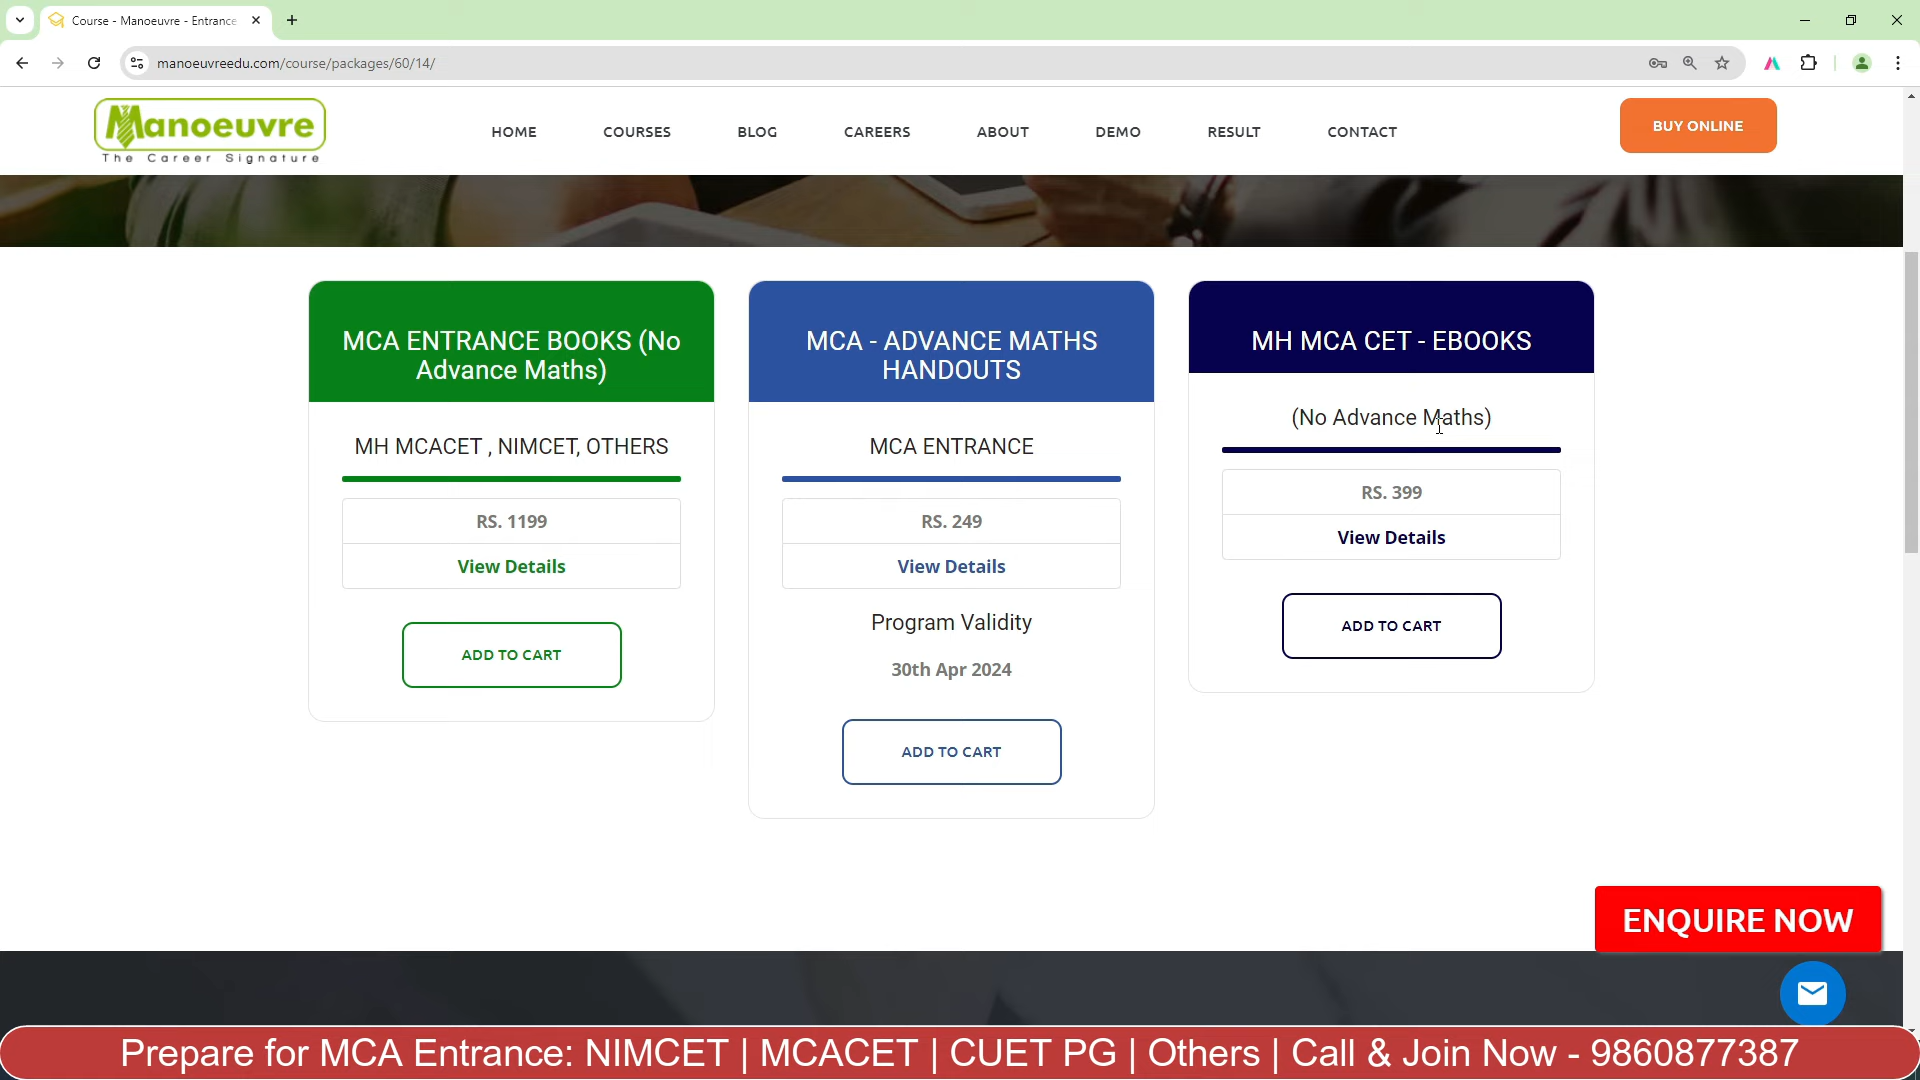 Course - Manoeuvre - Entrance
manoeuvreedu.com/course/packages/60/14/
Manoeuvre
The Career Signature
HOME
COURSES
BLOG
CAREERS
ABOUT
DEMO
RESULT
CONTACT
BUY ONLINE
MCA ENTRANCE BOOKS (No
Advance Maths)
MH MCACET , NIMCET, OTHERS
RS. 1199
View Details
ADD TO CART
MCA - ADVANCE MATHS
HANDOUTS
MCA ENTRANCE
RS. 249
View Details
Program Validity
30th Apr 2024
ADD TO CART
MH MCA CET - EBOOKS
(No Advance Maths)
RS. 399
View Details
ADD TO CART
ENQUIRE NOW
Prepare for MCA Entrance: NIMCET | MCACET | CUET PG | Others | Call & Join Now - 9860877387